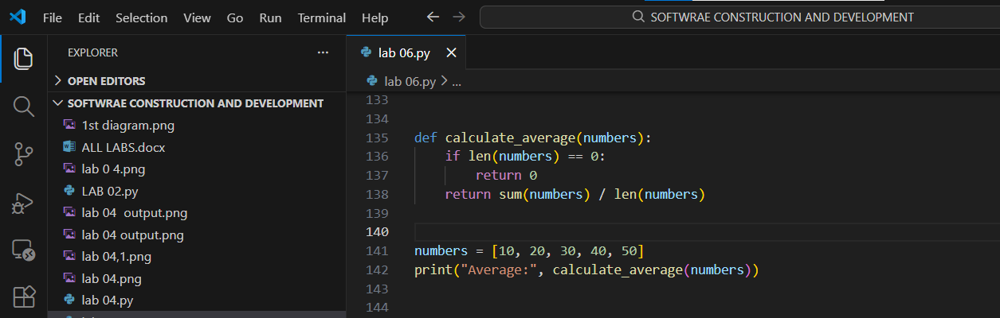 File Edit Selection View Go Run Terminal Help SOFTWRAE CONSTRUCTION AND DEVELOPMENT
EXPLORER
OPEN EDITORS
SOFTWRAE CONSTRUCTION AND DEVELOPMENT
1st diagram.png
ALL LABS.docx
lab 0 4.png
LAB 02.py
lab 04  output.png
lab 04 output.png
lab 04,1.png
lab 04.png
lab 04.py
lab 06.py
lab 06.py > ...
133
134
135 def calculate_average(numbers):
136     if len(numbers) == 0:
137         return 0
138     return sum(numbers) / len(numbers)
139
140
141 numbers = [10, 20, 30, 40, 50]
142 print("Average:", calculate_average(numbers))
143
144